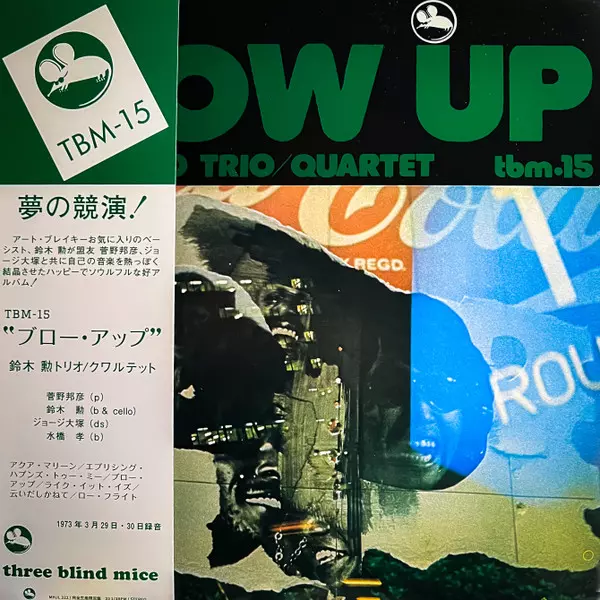 TBM-15
OW UP
O TRIO/QUARTET tbm•15
夢の競演!
アート・ブレイキーお気に入りのベー
シスト、鈴木 勲が盟友 菅野邦彦、ジョー
ジ大塚と共に自己の音楽を熱っぽく
結晶させたハッピーでソウルフルな好ア
ルバム!
TBM-15
“ブロー・アップ”
鈴木 勲トリオ/クワルテット
菅野邦彦 (p)
鈴木 勲 (b & cello)
ジョージ大塚 (ds)
水橋 孝 (b)
アクア・マリーン/エブリシング・
ハプンズ・トゥー・ミー/ブロー・
アップ/ライク・イット・イズ/
云いだしかねて/ロー・フライト
1973年3月29日・30日録音
three blind mice
REGD.
ROU